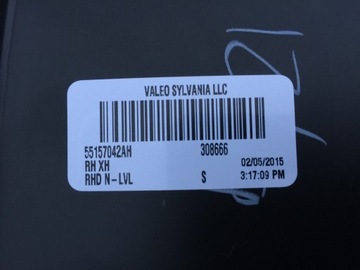 VALEO SYLVANIA LLC
55157042AH 308666
RH XH 02/05/2015
RHD N-LVL S 3:17:09 PM